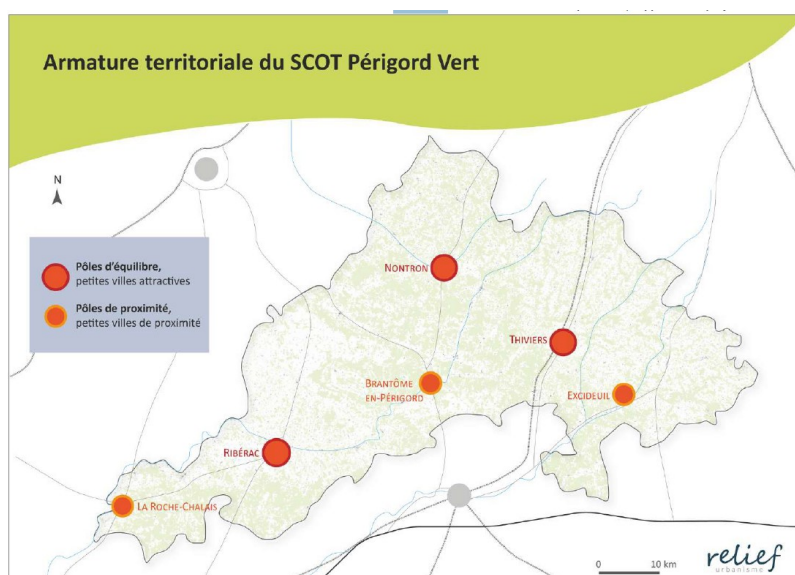 Armature territoriale du SCOT Périgord Vert
N
Pôles d'équilibre,
petites villes attractives
Pôles de proximité,
petites villes de proximité
NONTRON
THIVIERS
BRANTÔME
EN-PÉRIGORD
EXCIDEUIL
RIBÉRAC
LA ROCHE-CHALAIS
0 10 km
relief
urbanisme